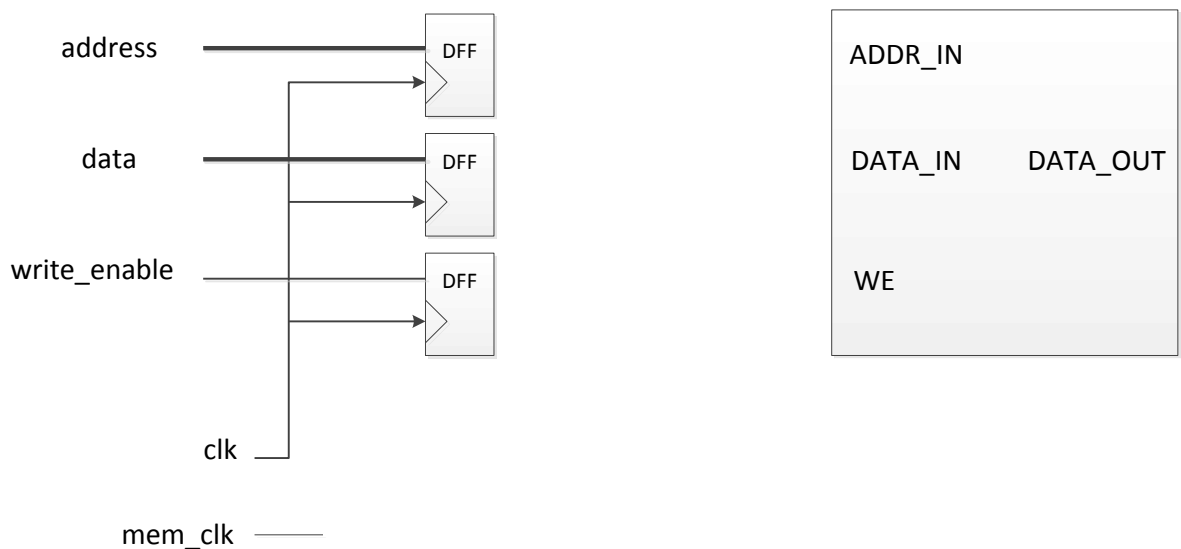 address
DFF
ADDR_IN
data
DFF
DATA_IN DATA_OUT
write_enable
DFF
WE
clk
mem_clk